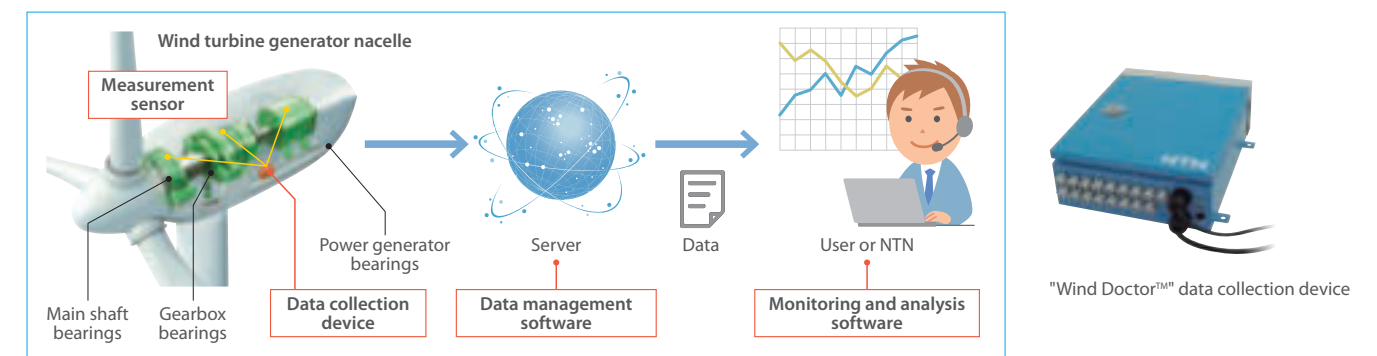 Wind turbine generator nacelle
Measurement
sensor
Main shaft
bearings
Gearbox
bearings
Data collection
device
Power generator
bearings
Server
Data management
software
Data
User or NTN
Monitoring and analysis
software
NTN
"Wind Doctor™" data collection device